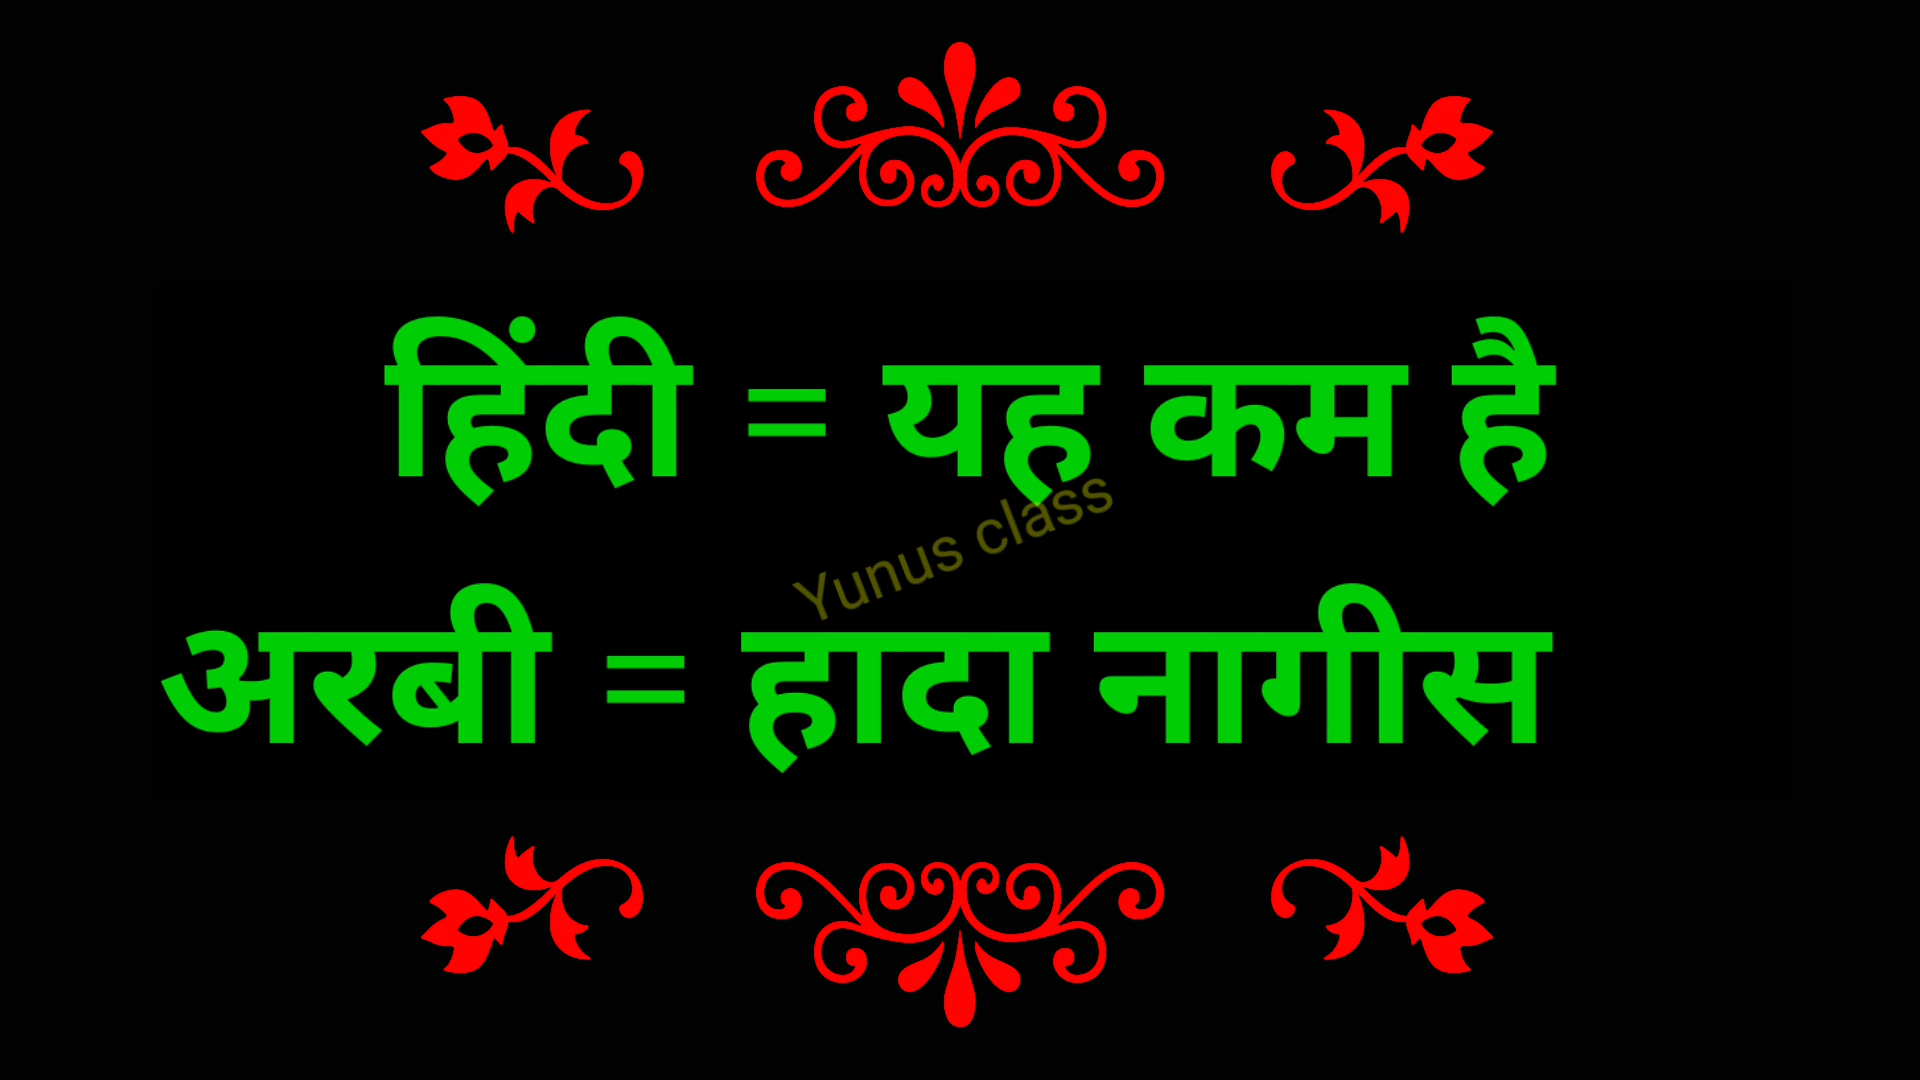 हिंदी = यह कम है
Yunus class
अरबी = हादा नागीस